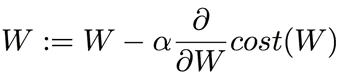 W := W - α ∂/∂W cost(W)